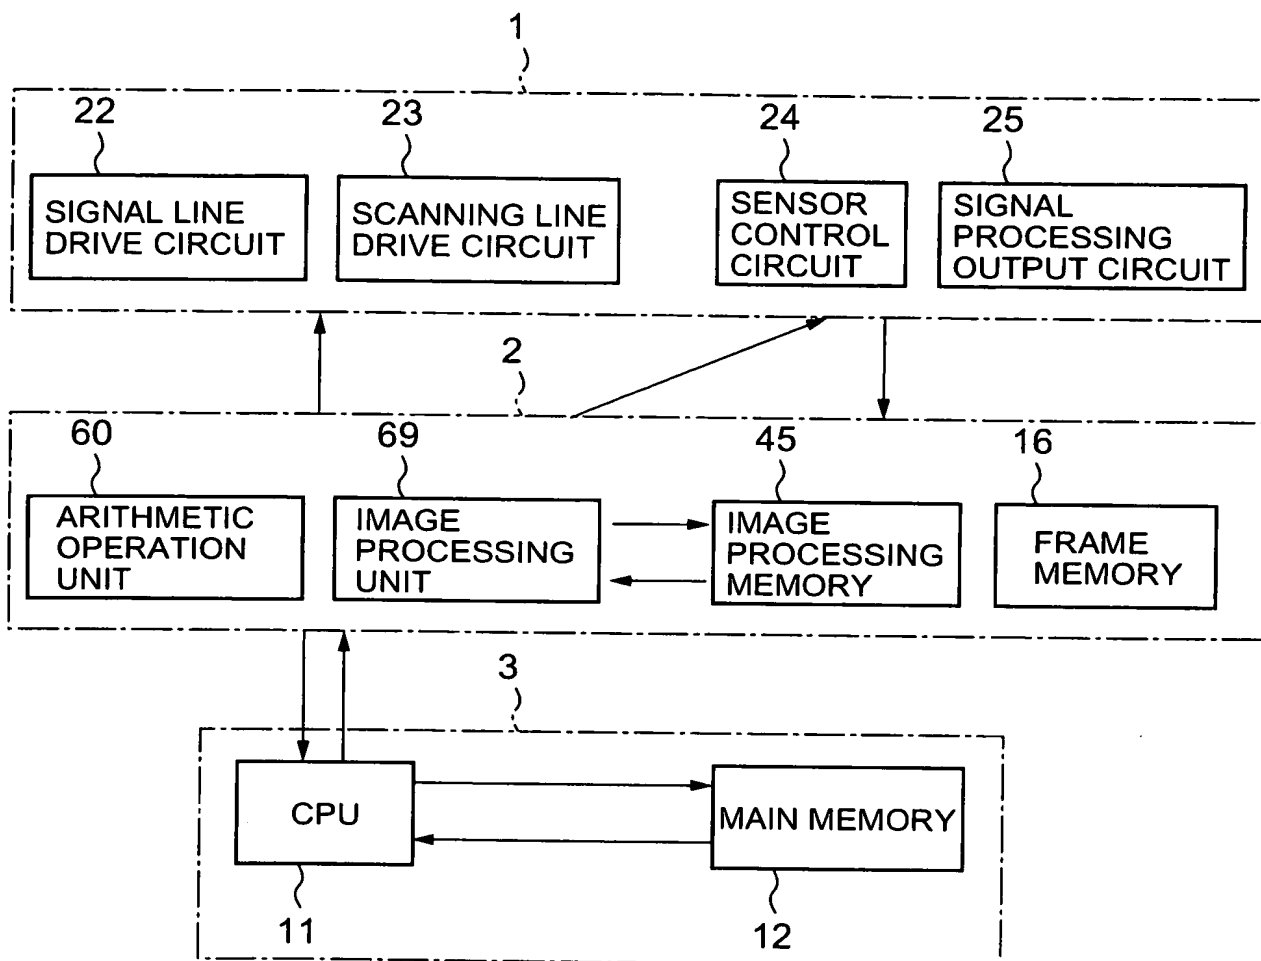 1
22
23
24
25
SIGNAL LINE
DRIVE CIRCUIT
SCANNING LINE
DRIVE CIRCUIT
SENSOR
CONTROL
CIRCUIT
SIGNAL
PROCESSING
OUTPUT CIRCUIT
2
60
69
45
16
ARITHMETIC
OPERATION
UNIT
IMAGE
PROCESSING
UNIT
IMAGE
PROCESSING
MEMORY
FRAME
MEMORY
3
CPU
MAIN MEMORY
11
12